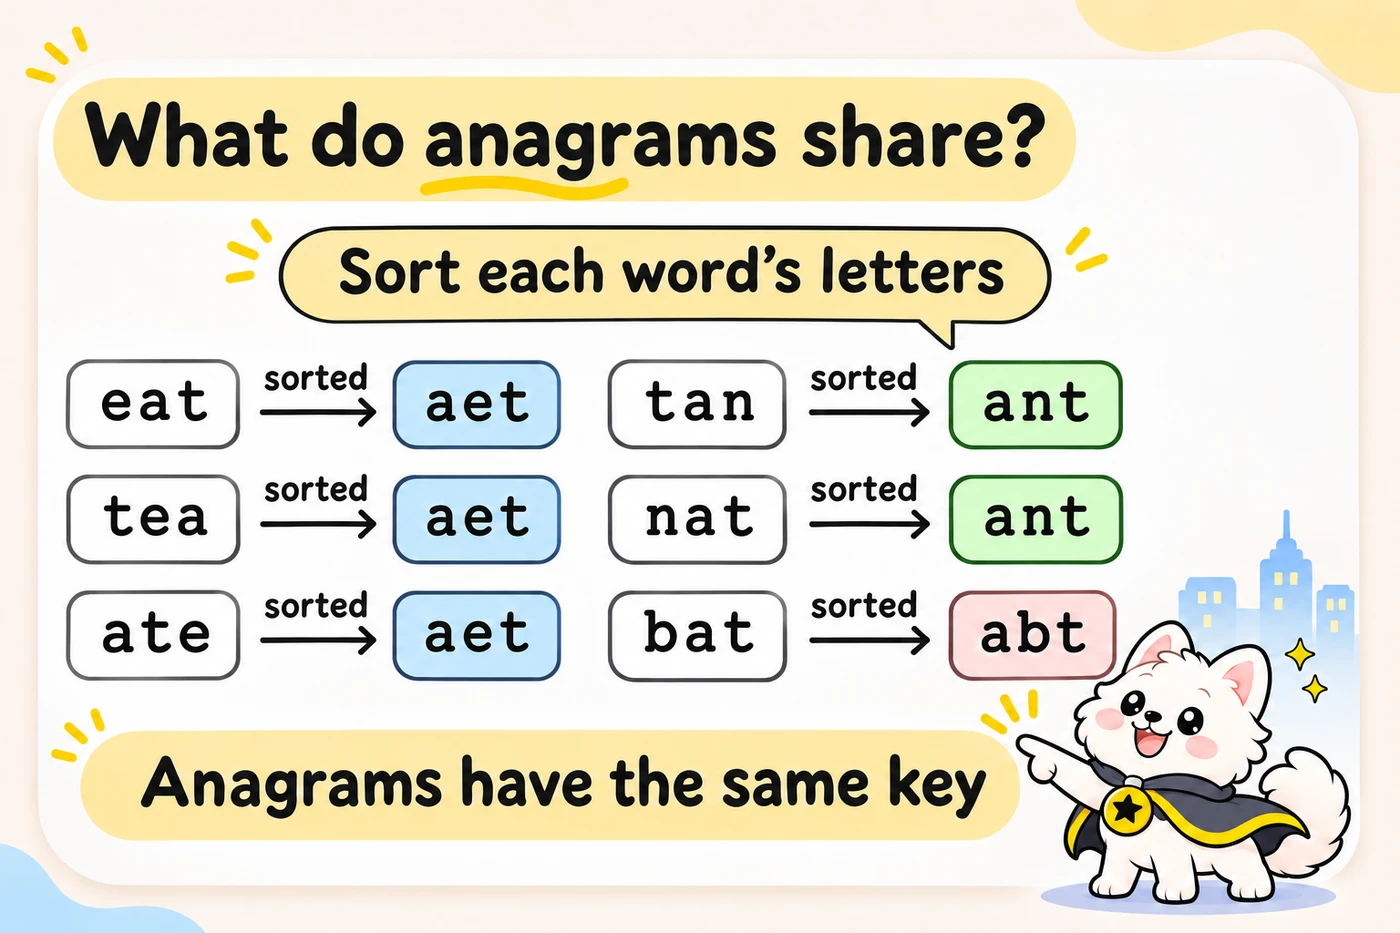 What do anagrams share?
Sort each word’s letters
eat sorted aet tan sorted ant
tea sorted aet nat sorted ant
ate sorted aet bat sorted abt
Anagrams have the same key